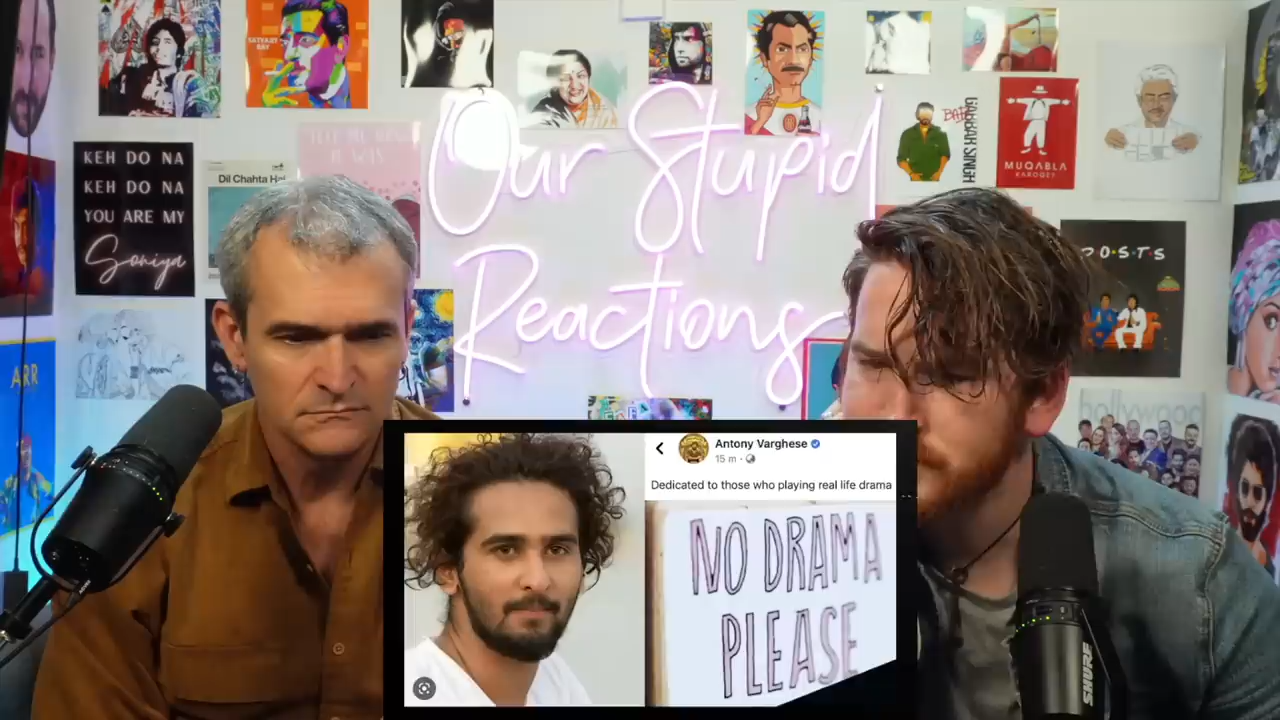 SATYAJIT
RAY
KEH DO NA
KEH DO NA
YOU ARE MY
Soniya
Dil Chahta Hai
Our Stupid
Reactions
GABBAR SINGH
MUQABLA
KAROGEY
POSTS
ARR
bollywood
Antony Varghese
15 m
Dedicated to those who playing real life drama
NO DRAMA
PLEASE
SHURE